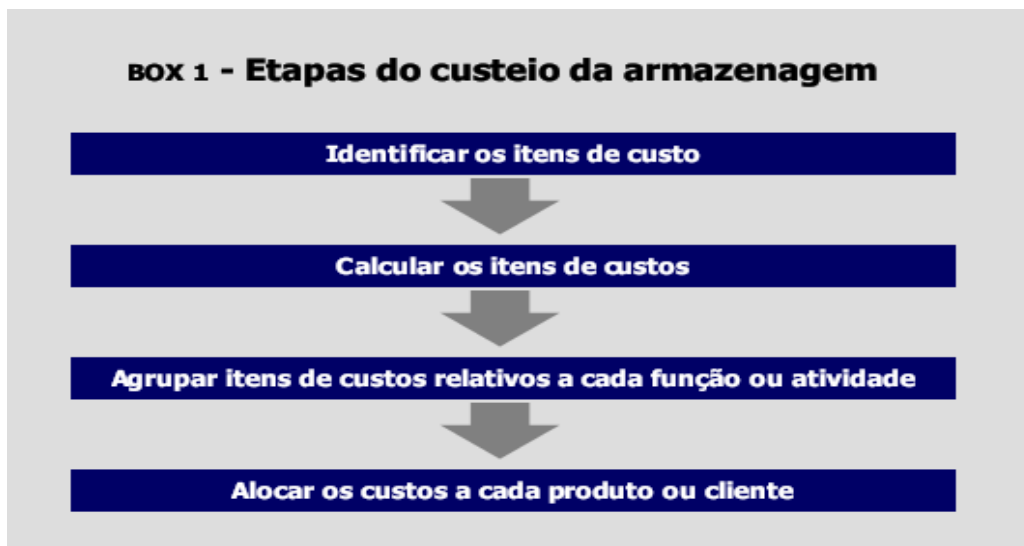 BOX 1 - Etapas do custeio da armazenagem
Identificar os itens de custo
Calcular os itens de custos
Agrupar itens de custos relativos a cada função ou atividade
Alocar os custos a cada produto ou cliente